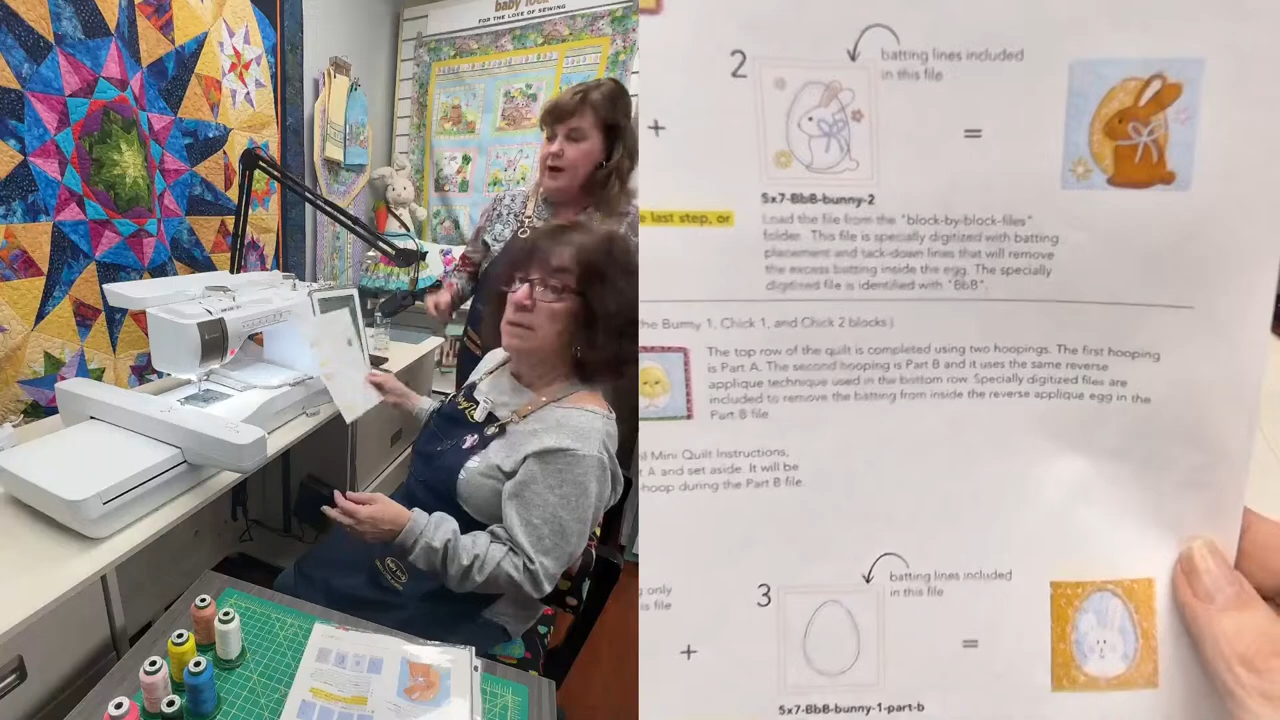 baby lock
FOR THE LOVE OF SEWING
baby lock
2
batting lines included
in this file
+
=
5x7-BbB-bunny-2
e last step, or
Load the file from the "block-by-block-files"
folder. This file is specially digitized with batting
placement and tack-down lines that will remove
the excess batting inside the egg. The specially
digitized file is identified with "BbB".
the Bunny 1, Chick 1, and Chick 2 blocks)
The top row of the quilt is completed using two hoopings. The first hooping
is Part A. The second hooping is Part B and it uses the same reverse
applique technique used in the bottom row. Specially digitized files are
included to remove the batting from inside the reverse applique egg in the
Part B file
il Mini Quilt Instructions,
t A and set aside. It will be
hoop during the Part B file.
only
is file
3
batting lines included
in this file
+
=
5x7-BbB-bunny-1-part-b